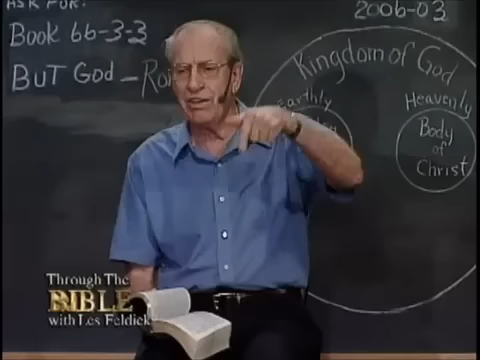 ASK FOR:
Book 66-3-3
BUT God –
2006-03
Kingdom of God
Earthly
Heavenly
Body
of
Christ
Through The
BIBLE
with Les Feldick